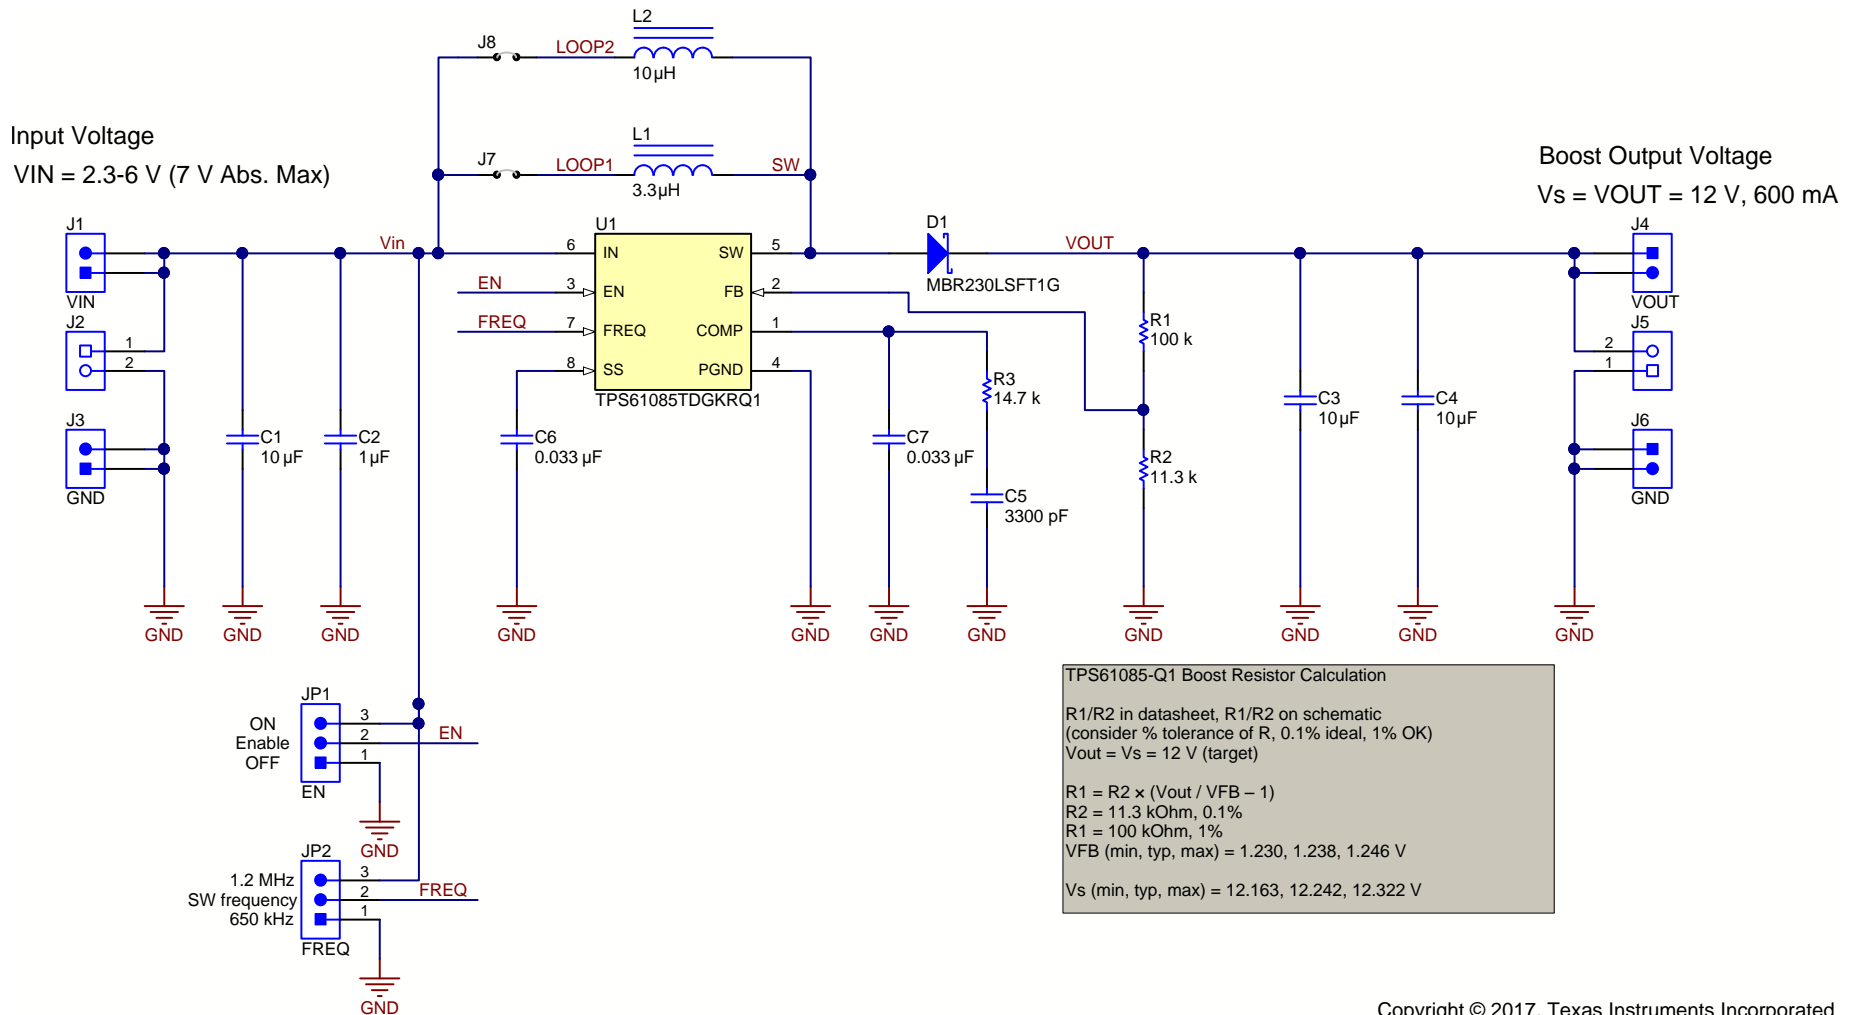 L2
J8
LOOP2
10µH
Input Voltage
VIN = 2.3-6 V (7 V Abs. Max)
L1
J7
LOOP1
SW
3.3µH
Boost Output Voltage
Vs = VOUT = 12 V, 600 mA
J1
VIN
J2
1
2
J3
GND
Vin
U1
6 IN
EN 3 EN
FREQ 7 FREQ
8 SS
SW 5
FB 2
COMP 1
PGND 4
TPS61085TDGKRQ1
D1
MBR230LSFT1G
VOUT
R1
100 k
R2
11.3 k
R3
14.7 k
C1
10µF
C2
1µF
C6
0.033 µF
C7
0.033 µF
C5
3300 pF
C3
10µF
C4
10µF
J4
VOUT
J5
2
1
J6
GND
GND
GND
GND
GND
GND
GND
GND
GND
GND
GND
GND
JP1
ON 3
Enable 2 EN
OFF 1
EN
GND
JP2
1.2 MHz 3
SW frequency 2 FREQ
650 kHz 1
FREQ
GND
TPS61085-Q1 Boost Resistor Calculation
R1/R2 in datasheet, R1/R2 on schematic
(consider % tolerance of R, 0.1% ideal, 1% OK)
Vout = Vs = 12 V (target)
R1 = R2 × (Vout / VFB – 1)
R2 = 11.3 kOhm, 0.1%
R1 = 100 kOhm, 1%
VFB (min, typ, max) = 1.230, 1.238, 1.246 V
Vs (min, typ, max) = 12.163, 12.242, 12.322 V
Copyright © 2017, Texas Instruments Incorporated